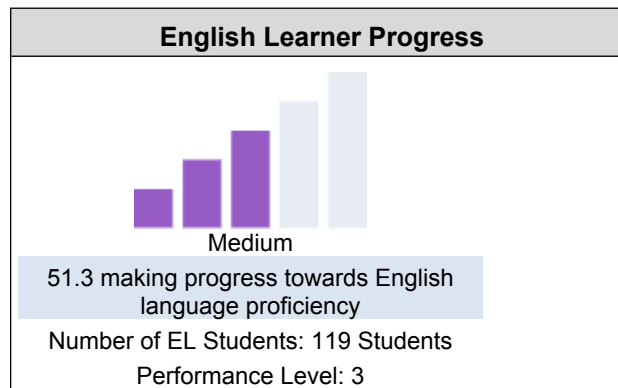 English Learner Progress
Medium
51.3 making progress towards English
language proficiency
Number of EL Students: 119 Students
Performance Level: 3